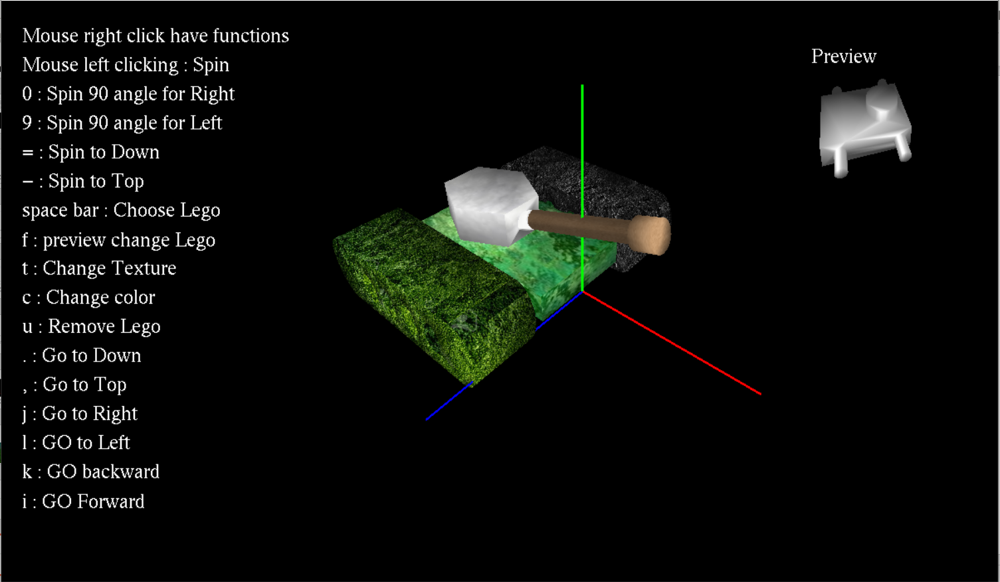 Mouse right click have functions
Mouse left clicking : Spin
0 : Spin 90 angle for Right
9 : Spin 90 angle for Left
= : Spin to Down
− : Spin to Top
space bar : Choose Lego
f : preview change Lego
t : Change Texture
c : Change color
u : Remove Lego
. : Go to Down
, : Go to Top
j : Go to Right
l : GO to Left
k : GO backward
i : GO Forward
Preview